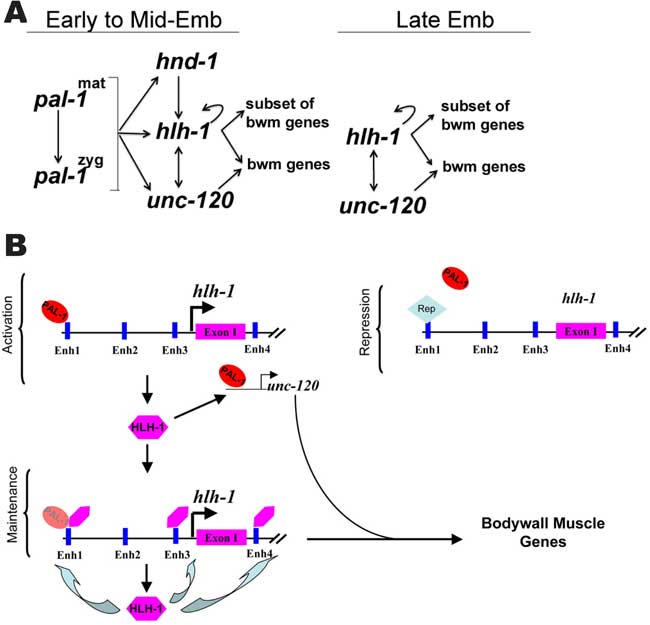 A
Early to Mid-Emb
Late Emb
pal-1 mat
pal-1 zyg
hnd-1
hlh-1
unc-120
subset of
bwm genes
bwm genes
hlh-1
unc-120
subset of
bwm genes
bwm genes
B
Activation
PAL-1
hlh-1
Exon 1
Enh1 Enh2 Enh3 Enh4
Repression
PAL-1
Rep
hlh-1
Exon 1
Enh1 Enh2 Enh3 Enh4
HLH-1
PAL-1
unc-120
Maintenance
PAL-1
hlh-1
Exon 1
Enh1 Enh2 Enh3 Enh4
HLH-1
Bodywall Muscle
Genes